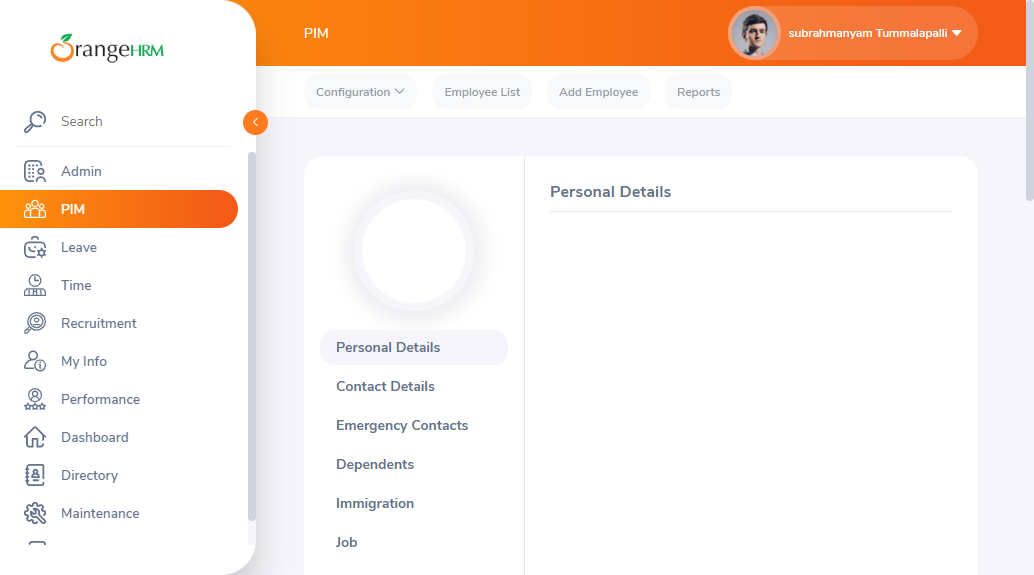 OrangeHRM
Search
Admin
PIM
Leave
Time
Recruitment
My Info
Performance
Dashboard
Directory
Maintenance
PIM
subrahmanyam Tummalapalli
Configuration
Employee List
Add Employee
Reports
Personal Details
Contact Details
Emergency Contacts
Dependents
Immigration
Job
Personal Details